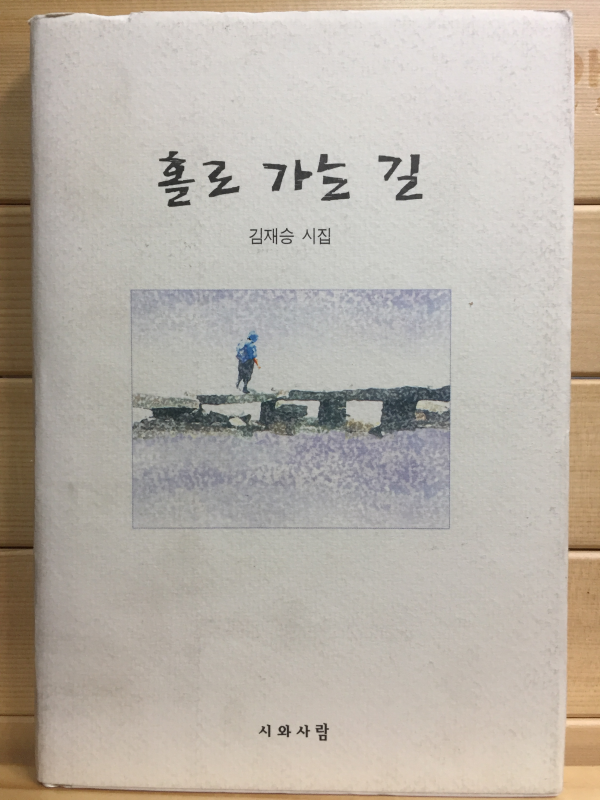 홀로 가는 길
김재승 시집
시와사람